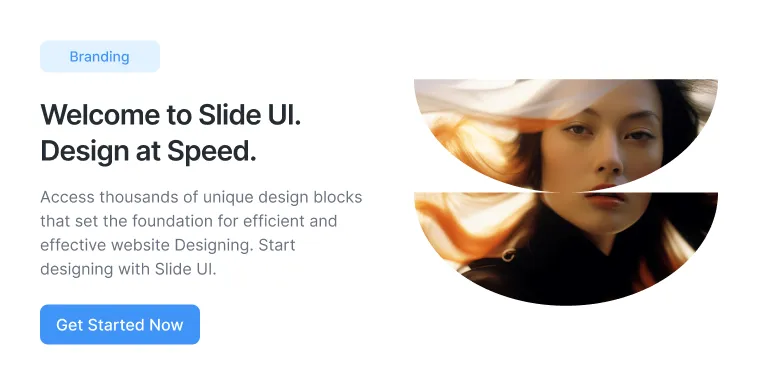 Branding
Welcome to Slide UI.
Design at Speed.
Access thousands of unique design blocks
that set the foundation for efficient and
effective website Designing. Start
designing with Slide UI.
Get Started Now